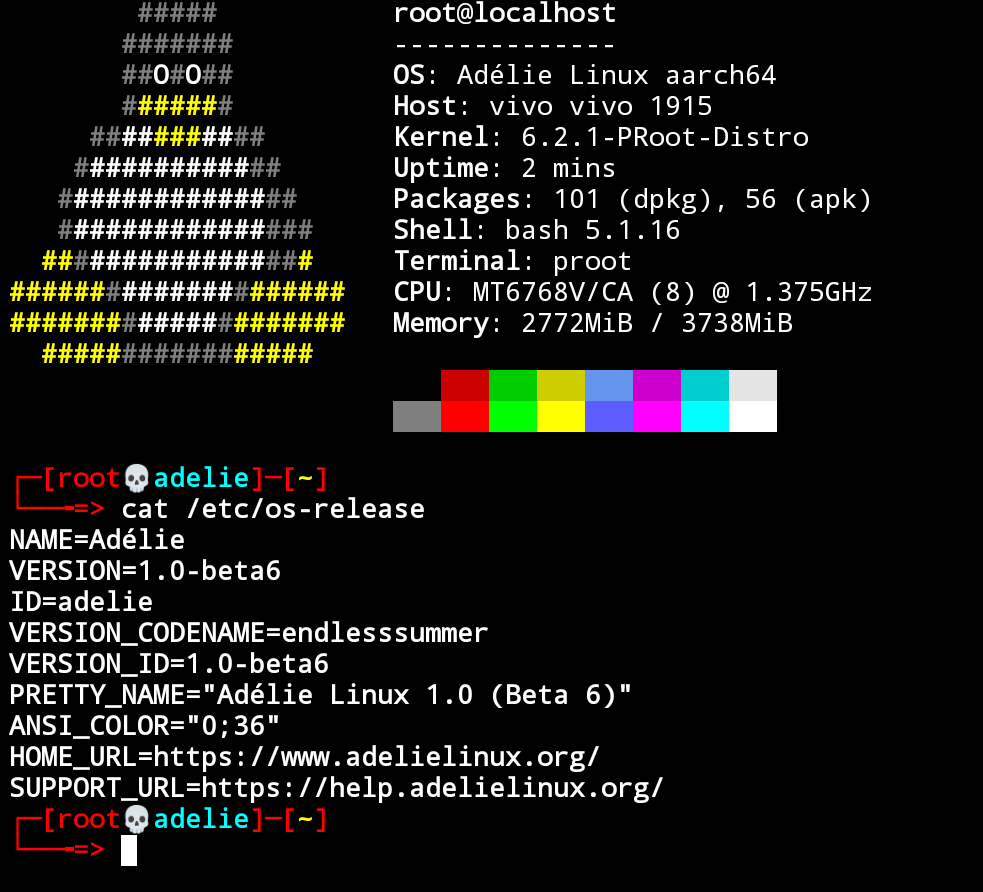 #####
#######
##O#O##
#######
###########
#############
###############
################
#################
#####################
#####################
#################
root@localhost
--------------
OS: Adélie Linux aarch64
Host: vivo vivo 1915
Kernel: 6.2.1-PRoot-Distro
Uptime: 2 mins
Packages: 101 (dpkg), 56 (apk)
Shell: bash 5.1.16
Terminal: proot
CPU: MT6768V/CA (8) @ 1.375GHz
Memory: 2772MiB / 3738MiB
┌─[root💀adelie]─[~]
└──╼=> cat /etc/os-release
NAME=Adélie
VERSION=1.0-beta6
ID=adelie
VERSION_CODENAME=endlesssummer
VERSION_ID=1.0-beta6
PRETTY_NAME="Adélie Linux 1.0 (Beta 6)"
ANSI_COLOR="0;36"
HOME_URL=https://www.adelielinux.org/
SUPPORT_URL=https://help.adelielinux.org/
┌─[root💀adelie]─[~]
└──╼=>